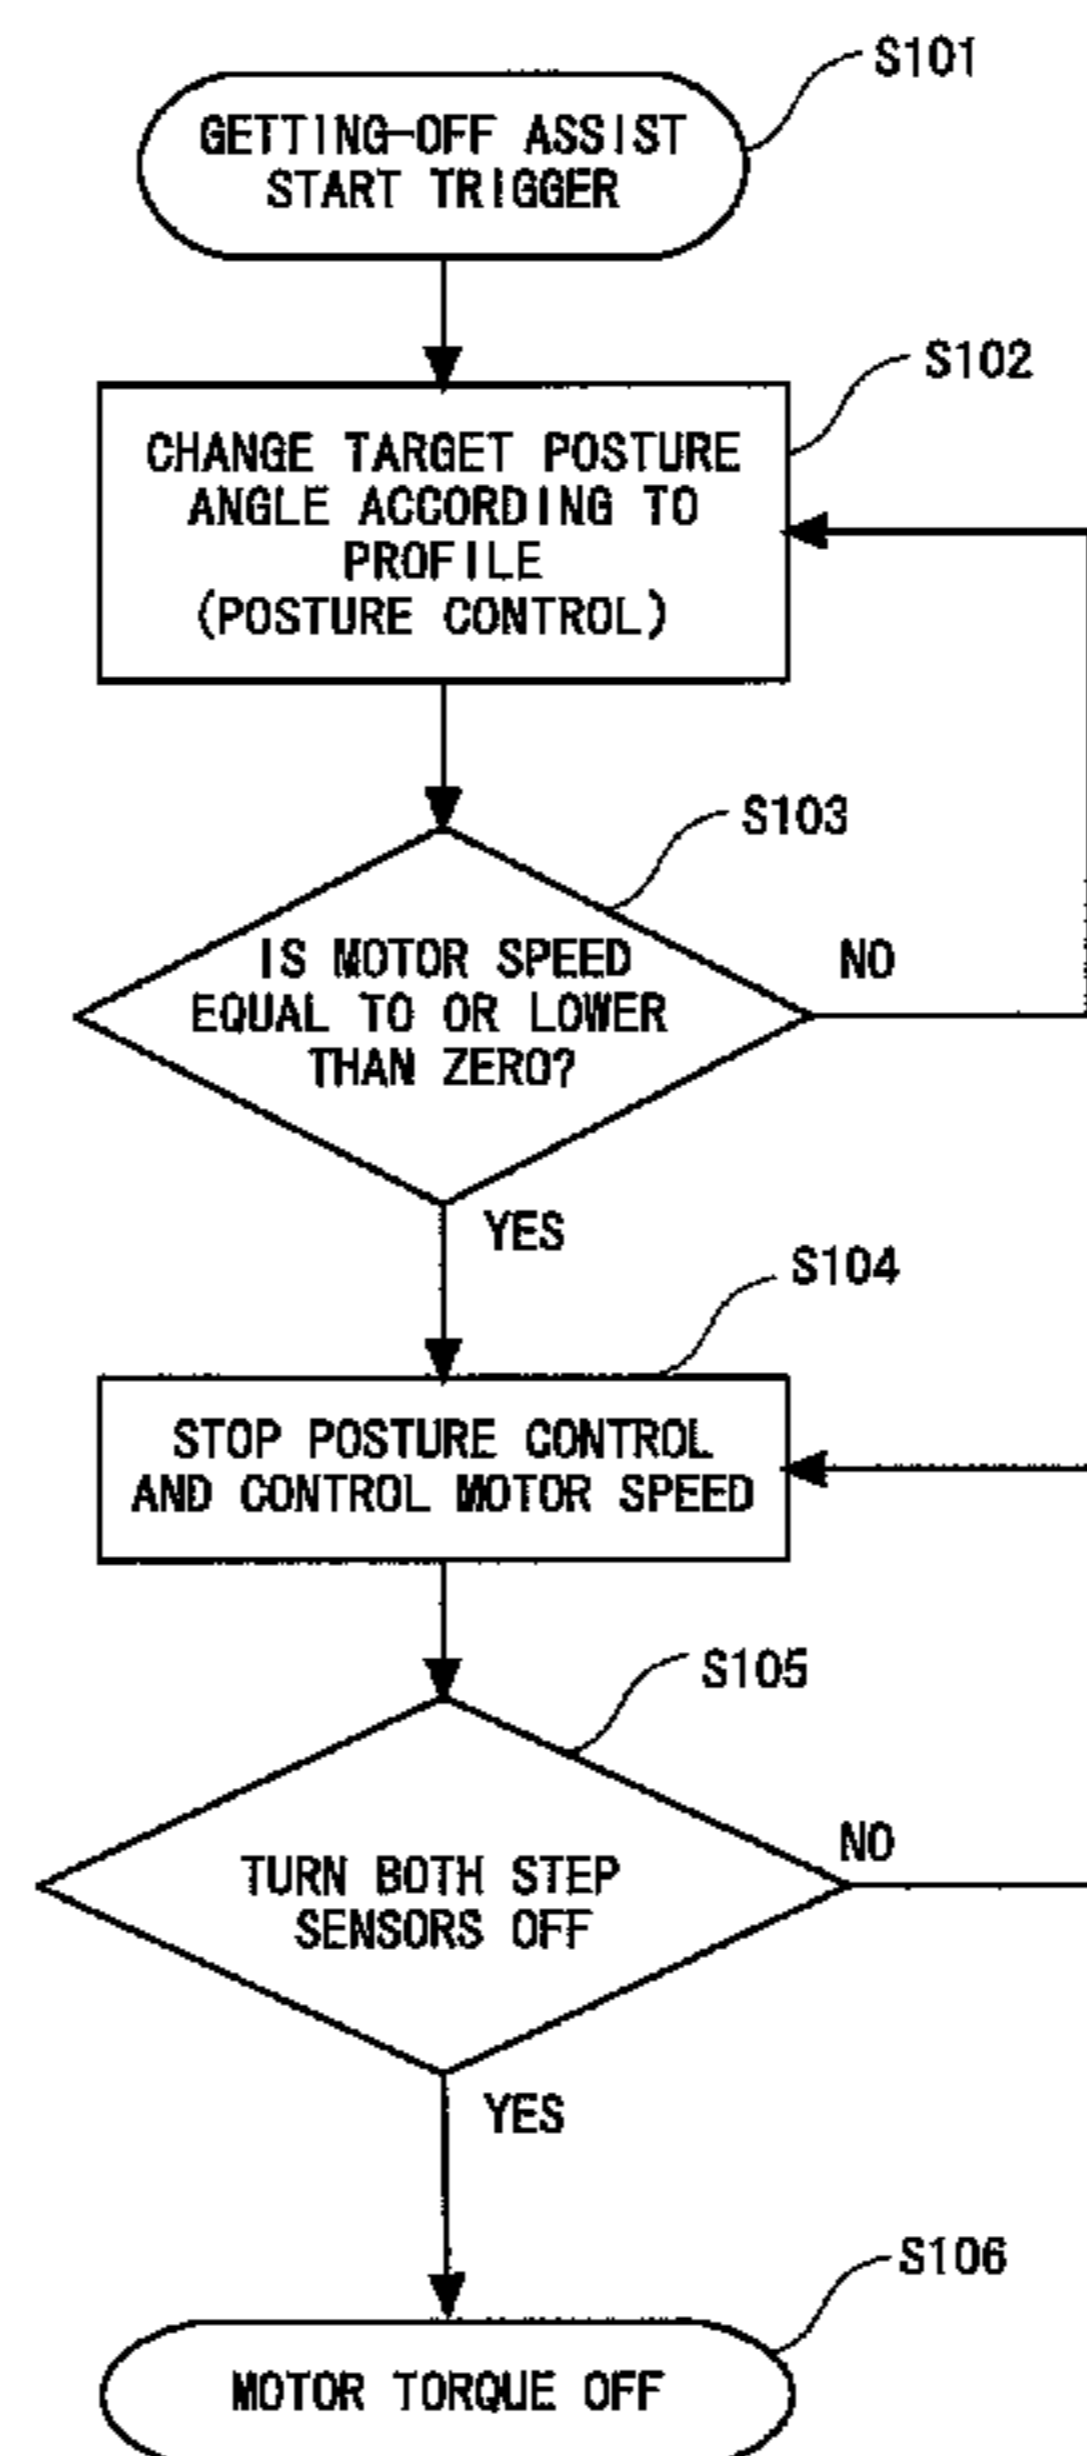 S101
GETTING-OFF ASSIST
START TRIGGER
S102
CHANGE TARGET POSTURE
ANGLE ACCORDING TO
PROFILE
(POSTURE CONTROL)
S103
IS MOTOR SPEED
EQUAL TO OR LOWER
THAN ZERO?
NO
YES
S104
STOP POSTURE CONTROL
AND CONTROL MOTOR SPEED
S105
TURN BOTH STEP
SENSORS OFF
NO
YES
S106
MOTOR TORQUE OFF